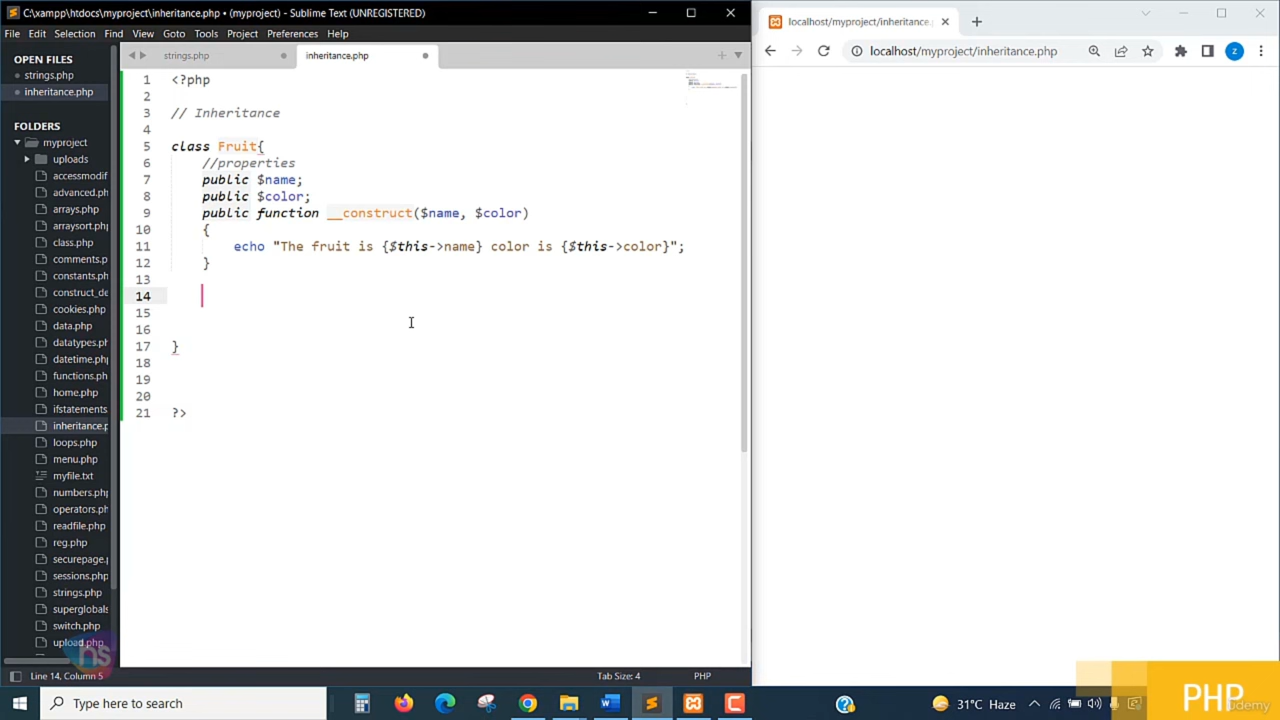 C:\xampp\htdocs\myproject\inheritance.php • (myproject) - Sublime Text (UNREGISTERED)
File Edit Selection Find View Goto Tools Project Preferences Help
OPEN FILES
strings.php
inheritance.php
FOLDERS
myproject
uploads
accessmodif
advanced.ph
arrays.php
arraysort.php
class.php
comments.p
constants.ph
construct_de
cookies.php
data.php
datatypes.ph
datetime.php
functions.ph
home.php
ifstatements
inheritance.p
loops.php
menu.php
myfile.txt
numbers.php
operators.ph
readfile.php
reg.php
securepage.p
sessions.php
strings.php
superglobals
switch.php
upload.php
strings.php
inheritance.php
1 <?php
2
3 // Inheritance
4
5 class Fruit{
6 //properties
7 public $name;
8 public $color;
9 public function __construct($name, $color)
10 {
11 echo "The fruit is {$this->name} color is {$this->color}";
12 }
13
14
15
16
17 }
18
19
20
21 ?>
Line 14, Column 5
Tab Size: 4
PHP
localhost/myproject/inheritance.
localhost/myproject/inheritance.php
z
Type here to search
31°C Haze
PHP
ns
Udemy